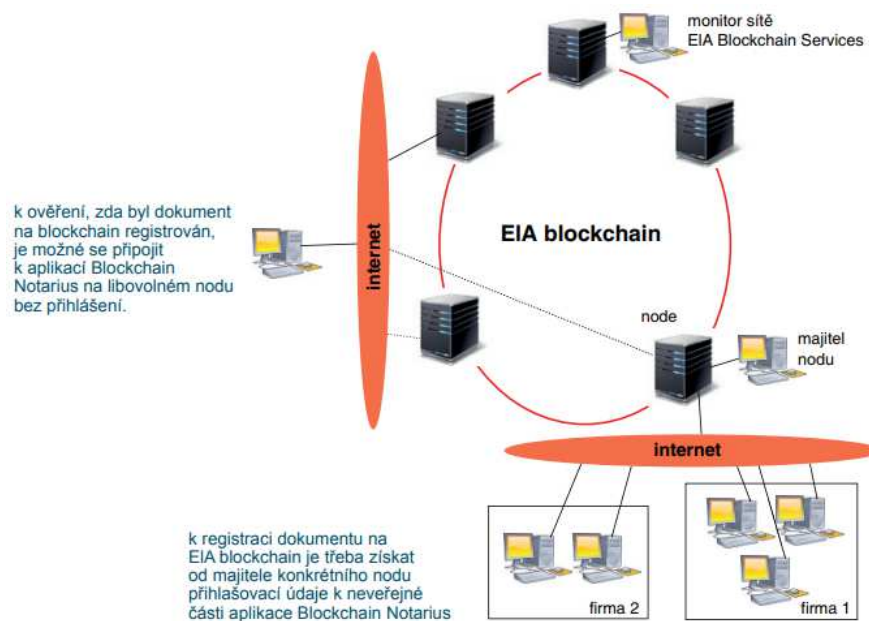 monitor sítě
EIA Blockchain Services
k ověření, zda byl dokument
na blockchain registrován,
je možné se připojit
k aplikací Blockchain
Notarius na libovolném nodu
bez přihlášení.
internet
EIA blockchain
node
majitel
nodu
internet
firma 2
firma 1
k registraci dokumentu na
EIA blockchain je třeba získat
od majitele konkrétního nodu
přihlašovací údaje k neveřejné
části aplikace Blockchain Notarius